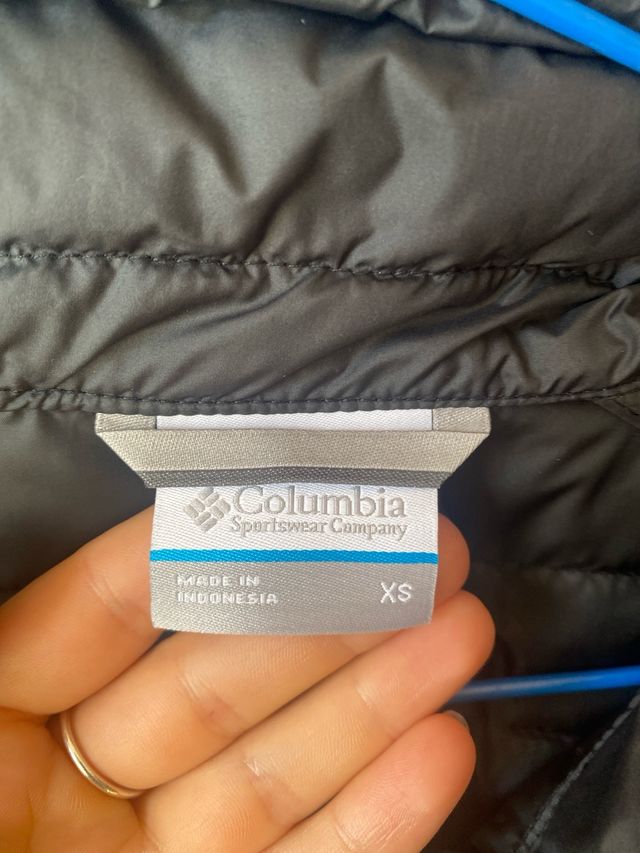 Columbia
Sportswear Company
MADE IN
INDONESIA
XS